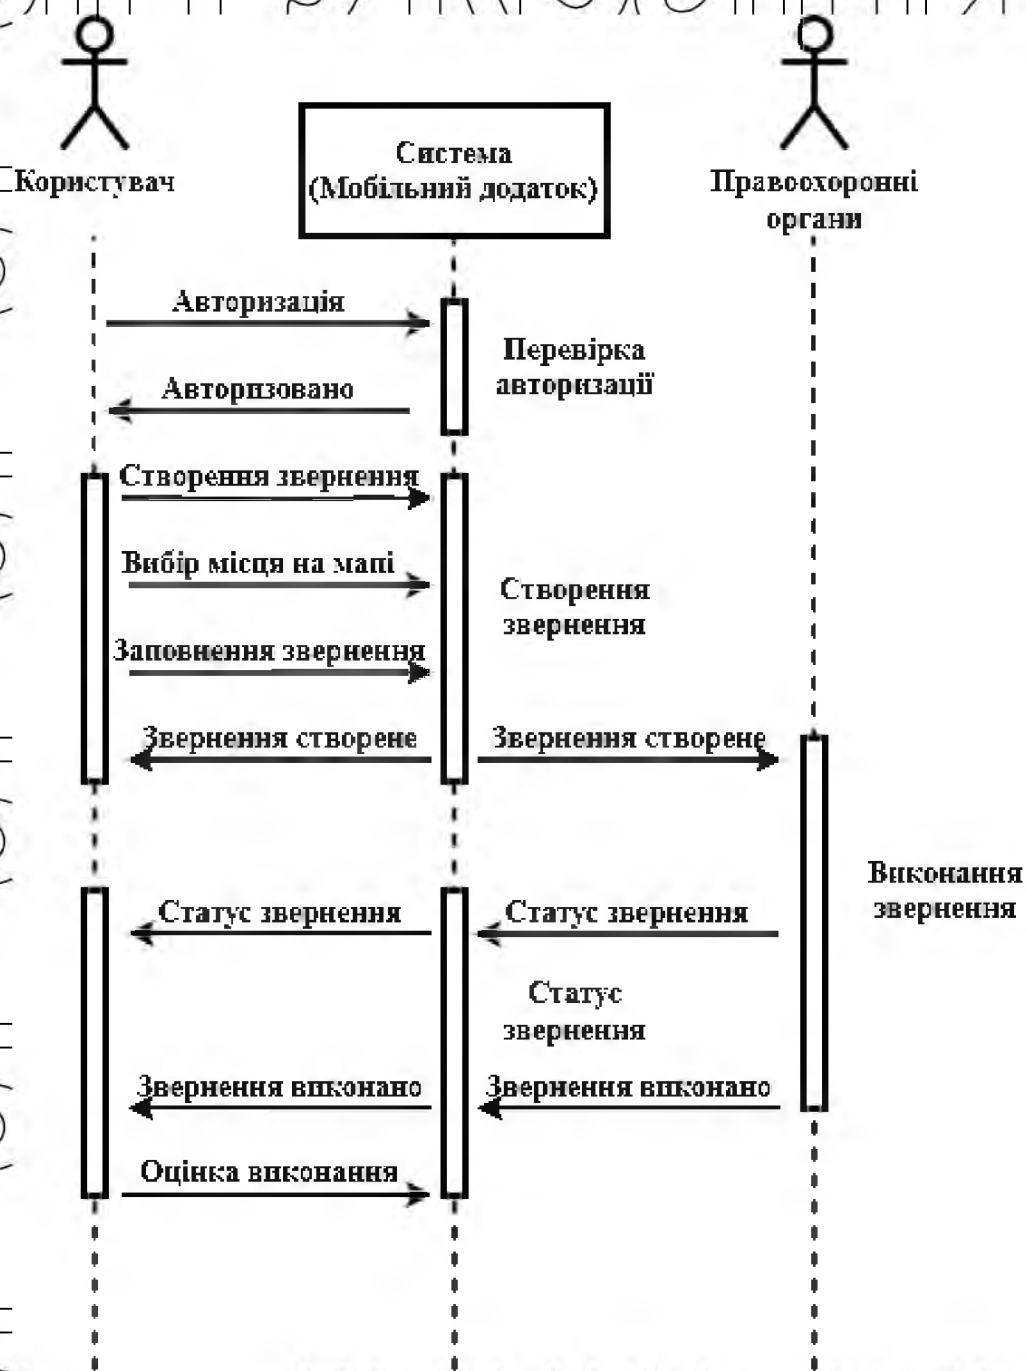 Користувач
Система
(Мобільний додаток)
Правоохоронні
органи
Авторизація
Перевірка
авторизації
Авторизовано
Створення звернення
Вибір місця на мапі
Створення
звернення
Заповнення звернення
Звернення створене
Звернення створене
Виконання
звернення
Статус звернення
Статус звернення
Статус
звернення
Звернення виконано
Звернення виконано
Оцінка виконання